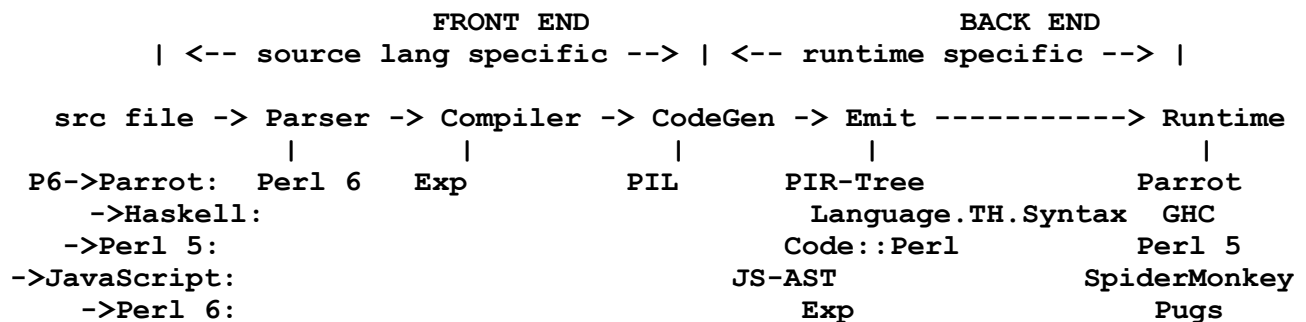 FRONT END BACK END
| <-- source lang specific --> | <-- runtime specific --> |
src file -> Parser -> Compiler -> CodeGen -> Emit -----------> Runtime
| | | | |
P6->Parrot: Perl 6 Exp PIL PIR-Tree Parrot
->Haskell: Language.TH.Syntax GHC
->Perl 5: Code::Perl Perl 5
->JavaScript: JS-AST SpiderMonkey
->Perl 6: Exp Pugs